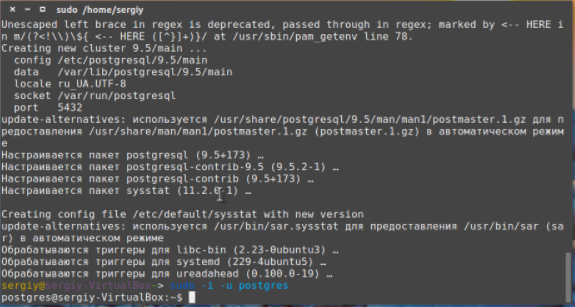 sudo /home/sergiy
Unescaped left brace in regex is deprecated, passed through in regex; marked by <-- HERE i
n m/(?<!\\)\${ <-- HERE ([^}]+)}/ at /usr/sbin/pam_getenv line 78.
Creating new cluster 9.5/main ...
config /etc/postgresql/9.5/main
data /var/lib/postgresql/9.5/main
locale ru_UA.UTF-8
socket /var/run/postgresql
port 5432
update-alternatives: используется /usr/share/postgresql/9.5/man/man1/postmaster.1.gz для п
редоставления /usr/share/man/man1/postmaster.1.gz (postmaster.1.gz) в автоматическом режим
е
Настраивается пакет postgresql (9.5+173) …
Настраивается пакет postgresql-contrib-9.5 (9.5.2-1) …
Настраивается пакет postgresql-contrib (9.5+173) …
Настраивается пакет sysstat (11.2.0-1) …
Creating config file /etc/default/sysstat with new version
update-alternatives: используется /usr/bin/sar.sysstat для предоставления /usr/bin/sar (sa
r) в автоматическом режиме
Обрабатываются триггеры для libc-bin (2.23-0ubuntu3) …
Обрабатываются триггеры для systemd (229-4ubuntu5) …
Обрабатываются триггеры для ureadahead (0.100.0-19) …
sergiy@sergiy-VirtualBox ~> sudo -i -u postgres
postgres@sergiy-VirtualBox:~$